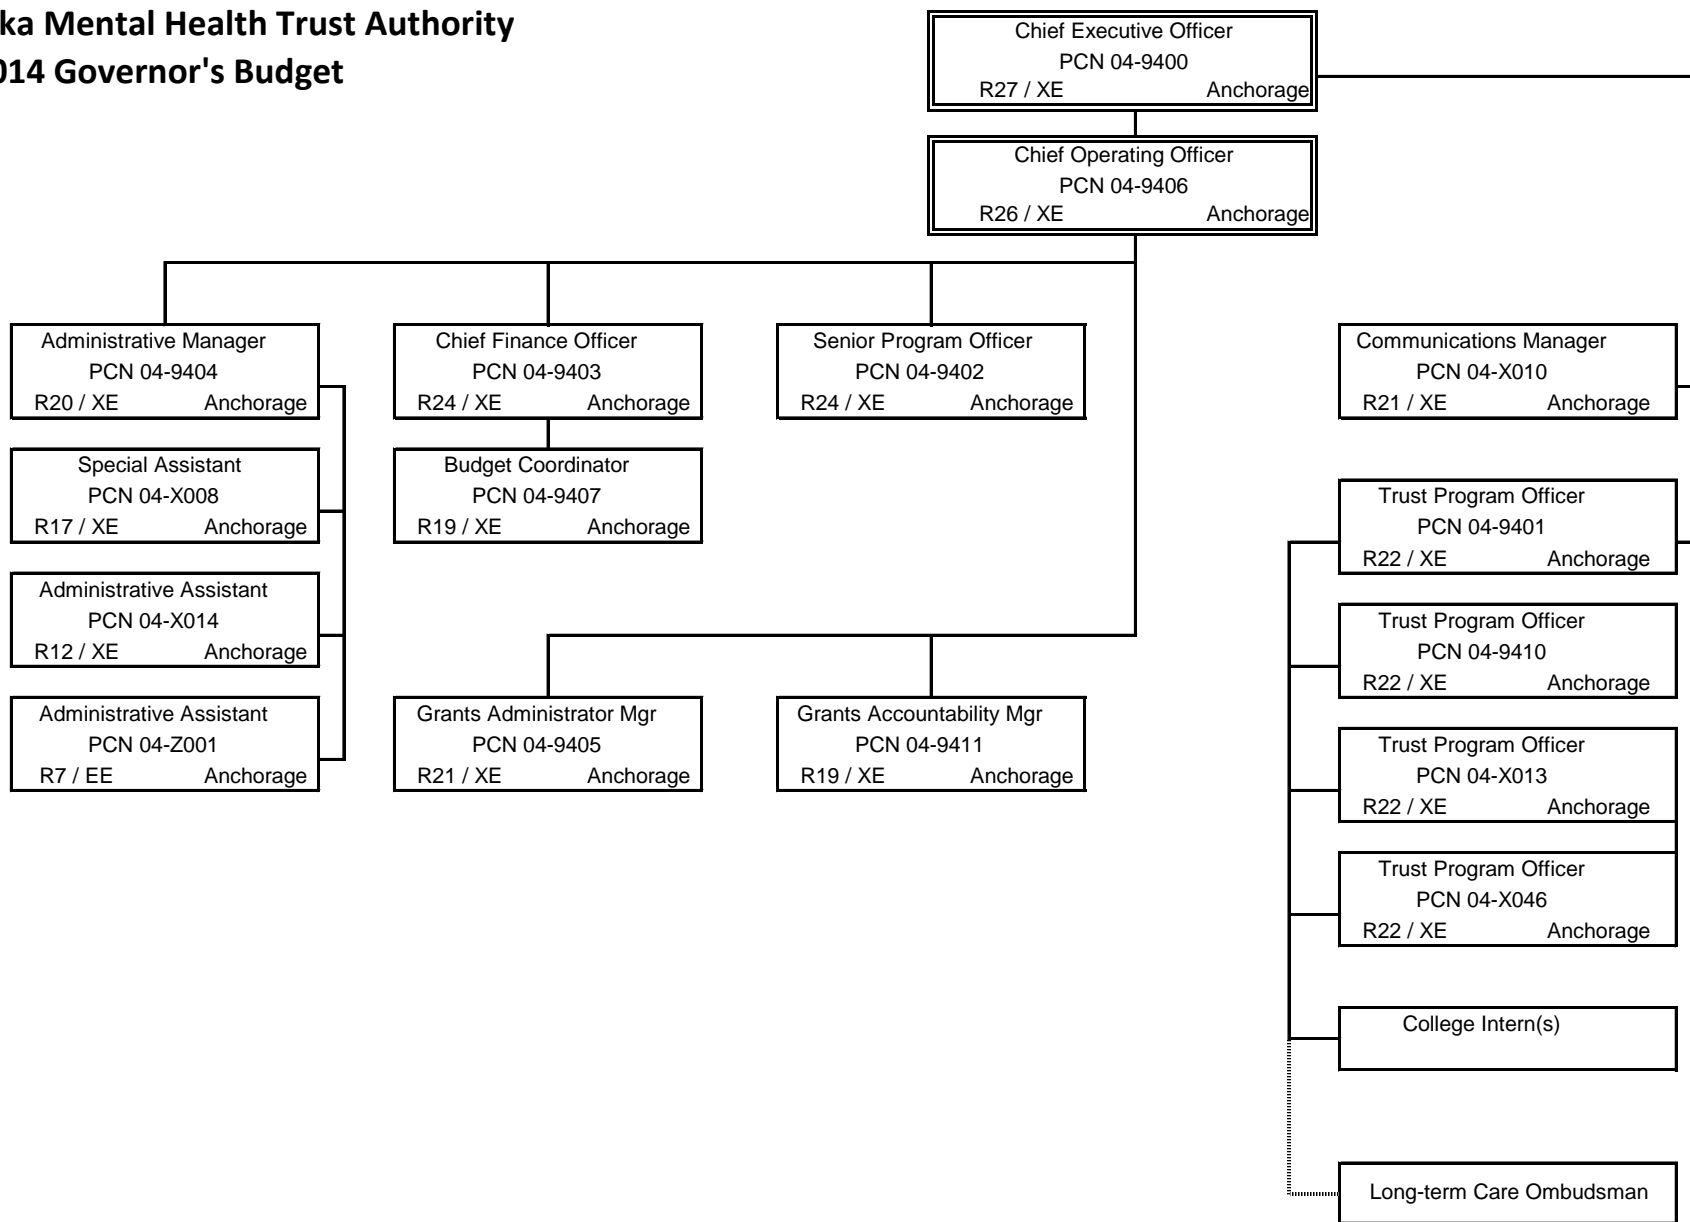 ka Mental Health Trust Authority
014 Governor's Budget
Chief Executive Officer
PCN 04-9400
R27 / XE Anchorage
Chief Operating Officer
PCN 04-9406
R26 / XE Anchorage
Administrative Manager
PCN 04-9404
R20 / XE Anchorage
Chief Finance Officer
PCN 04-9403
R24 / XE Anchorage
Senior Program Officer
PCN 04-9402
R24 / XE Anchorage
Communications Manager
PCN 04-X010
R21 / XE Anchorage
Special Assistant
PCN 04-X008
R17 / XE Anchorage
Budget Coordinator
PCN 04-9407
R19 / XE Anchorage
Trust Program Officer
PCN 04-9401
R22 / XE Anchorage
Administrative Assistant
PCN 04-X014
R12 / XE Anchorage
Trust Program Officer
PCN 04-9410
R22 / XE Anchorage
Administrative Assistant
PCN 04-Z001
R7 / EE Anchorage
Grants Administrator Mgr
PCN 04-9405
R21 / XE Anchorage
Grants Accountability Mgr
PCN 04-9411
R19 / XE Anchorage
Trust Program Officer
PCN 04-X013
R22 / XE Anchorage
Trust Program Officer
PCN 04-X046
R22 / XE Anchorage
College Intern(s)
Long-term Care Ombudsman